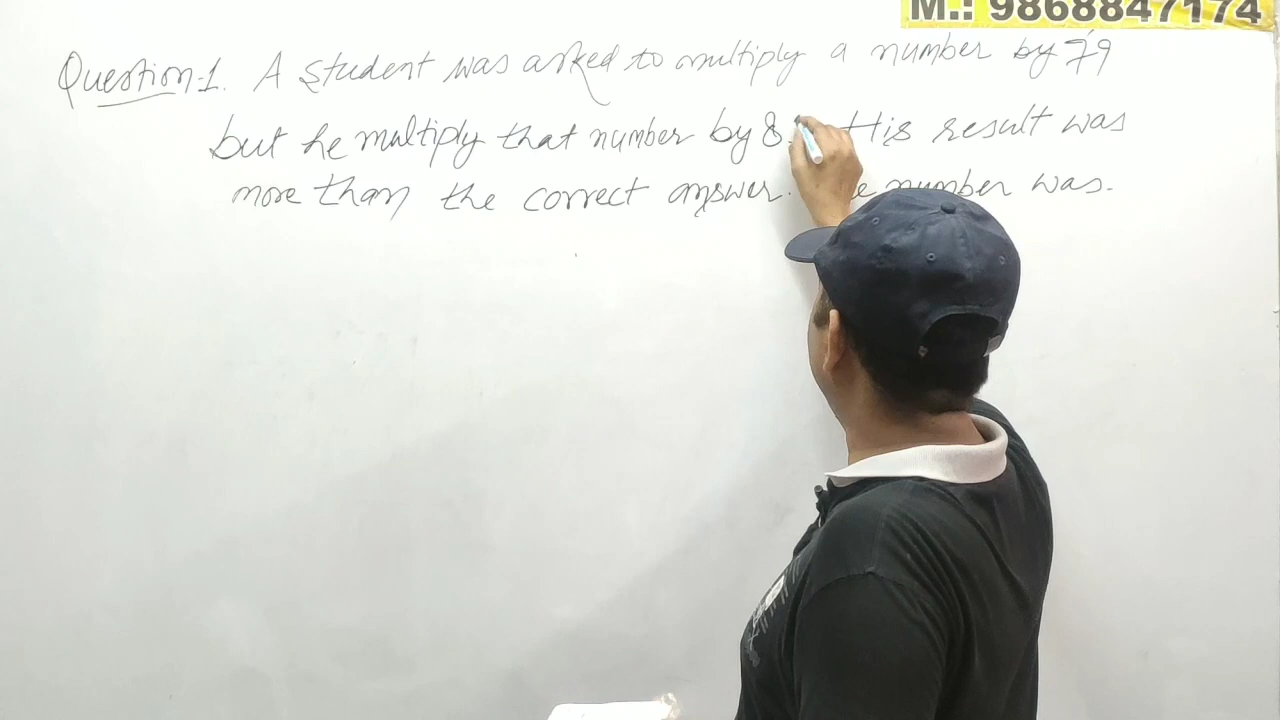 M.: 9868847174
Question-1. A student was asked to multiply a number by 79
but he multiply that number by 8 His result was
more than the correct answer. number was.